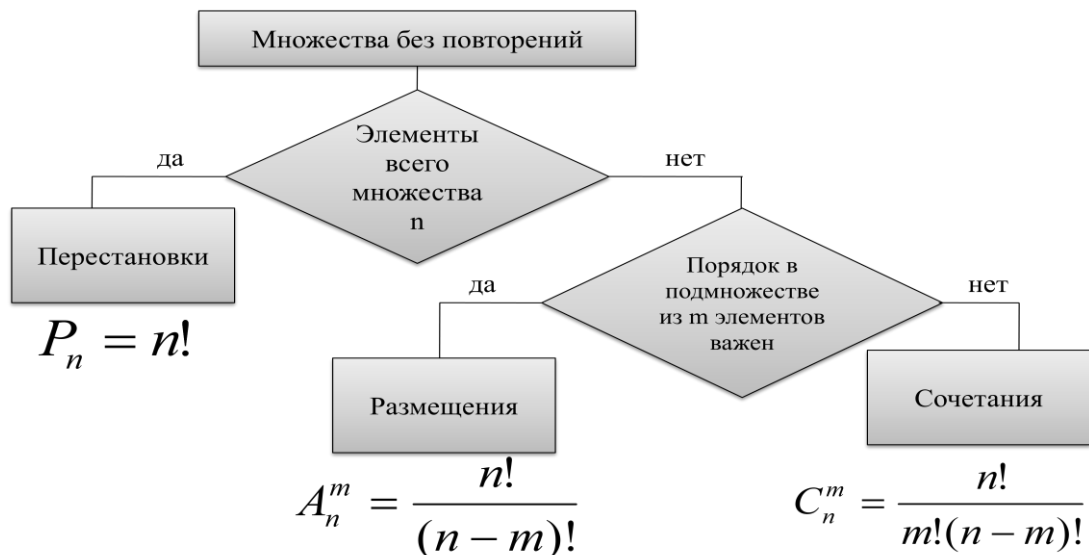 Множества без повторений
Элементы
всего
множества
n
да
нет
Перестановки
P_n = n!
Порядок в
подмножестве
из m элементов
важен
да
нет
Размещения
Сочетания
A_n^m = n! / (n − m)!
C_n^m = n! / m!(n − m)!